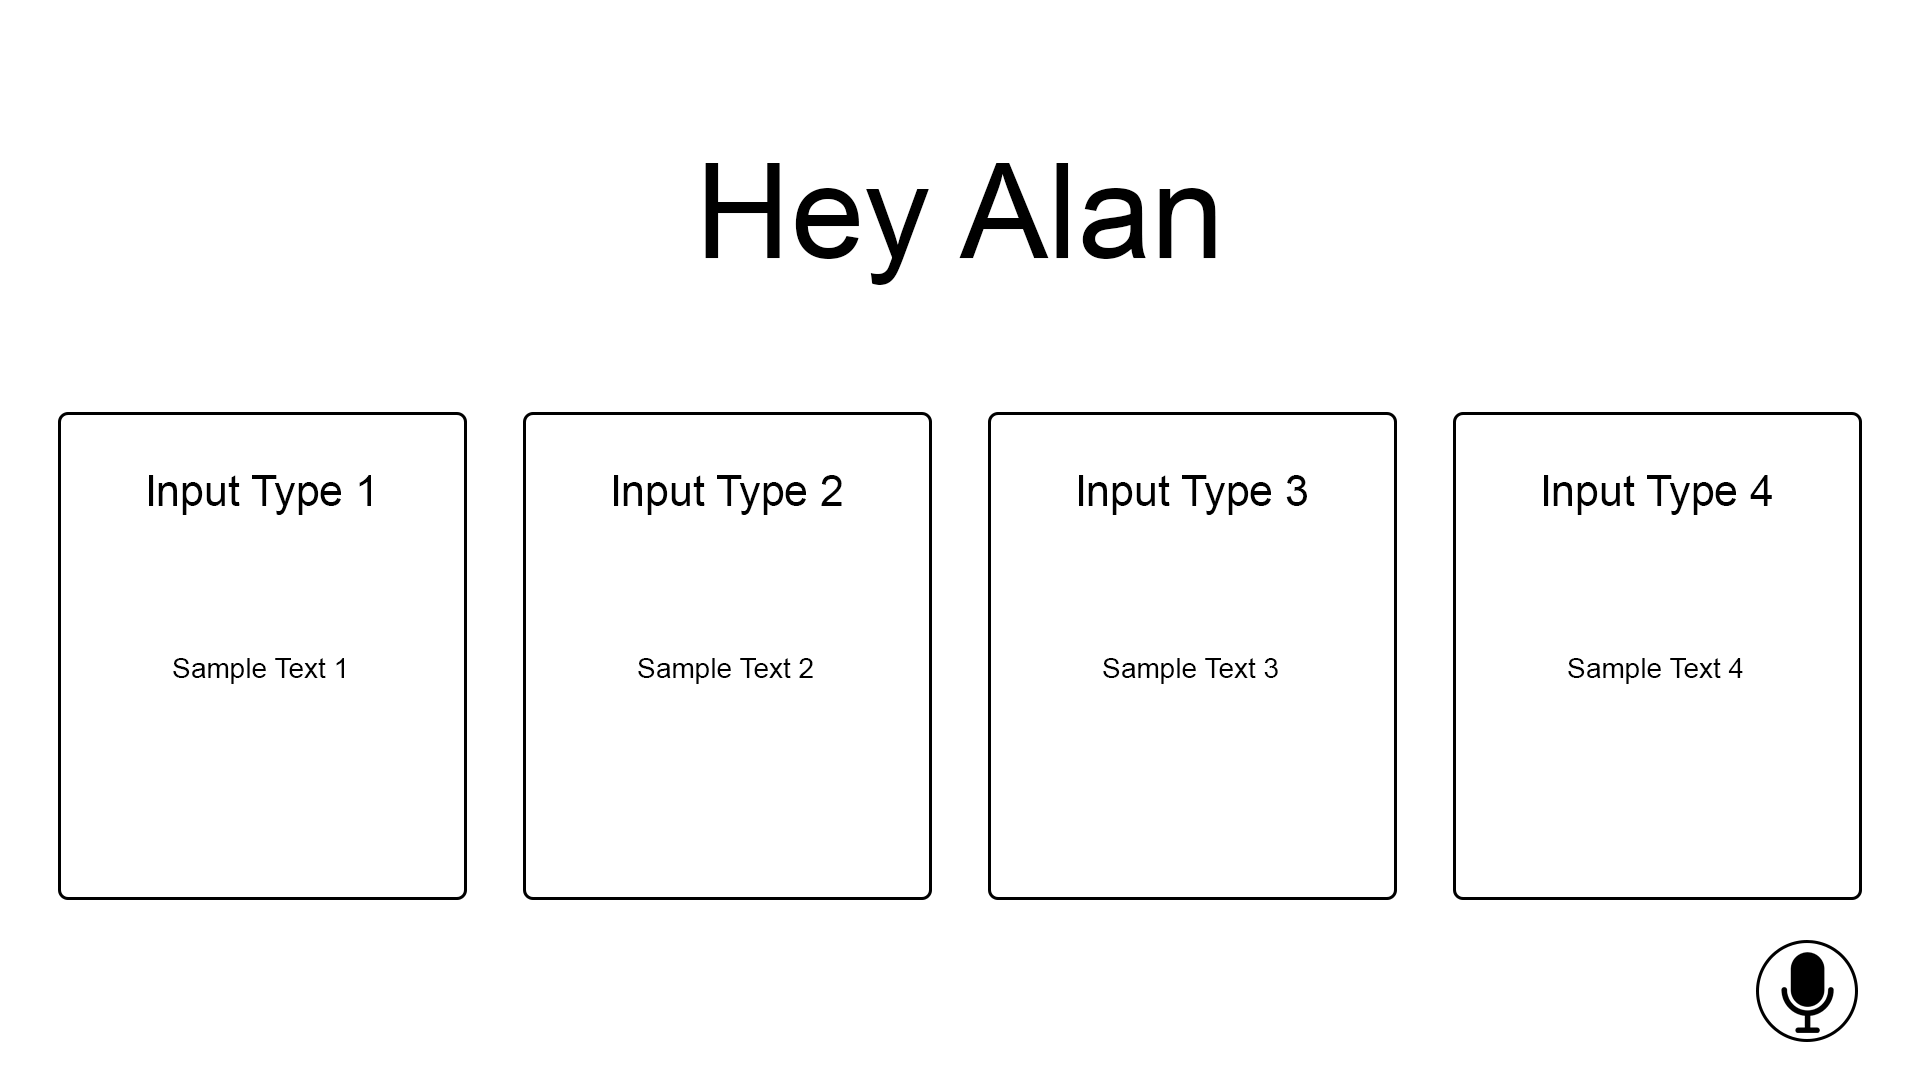 Hey Alan
Input Type 1
Sample Text 1
Input Type 2
Sample Text 2
Input Type 3
Sample Text 3
Input Type 4
Sample Text 4